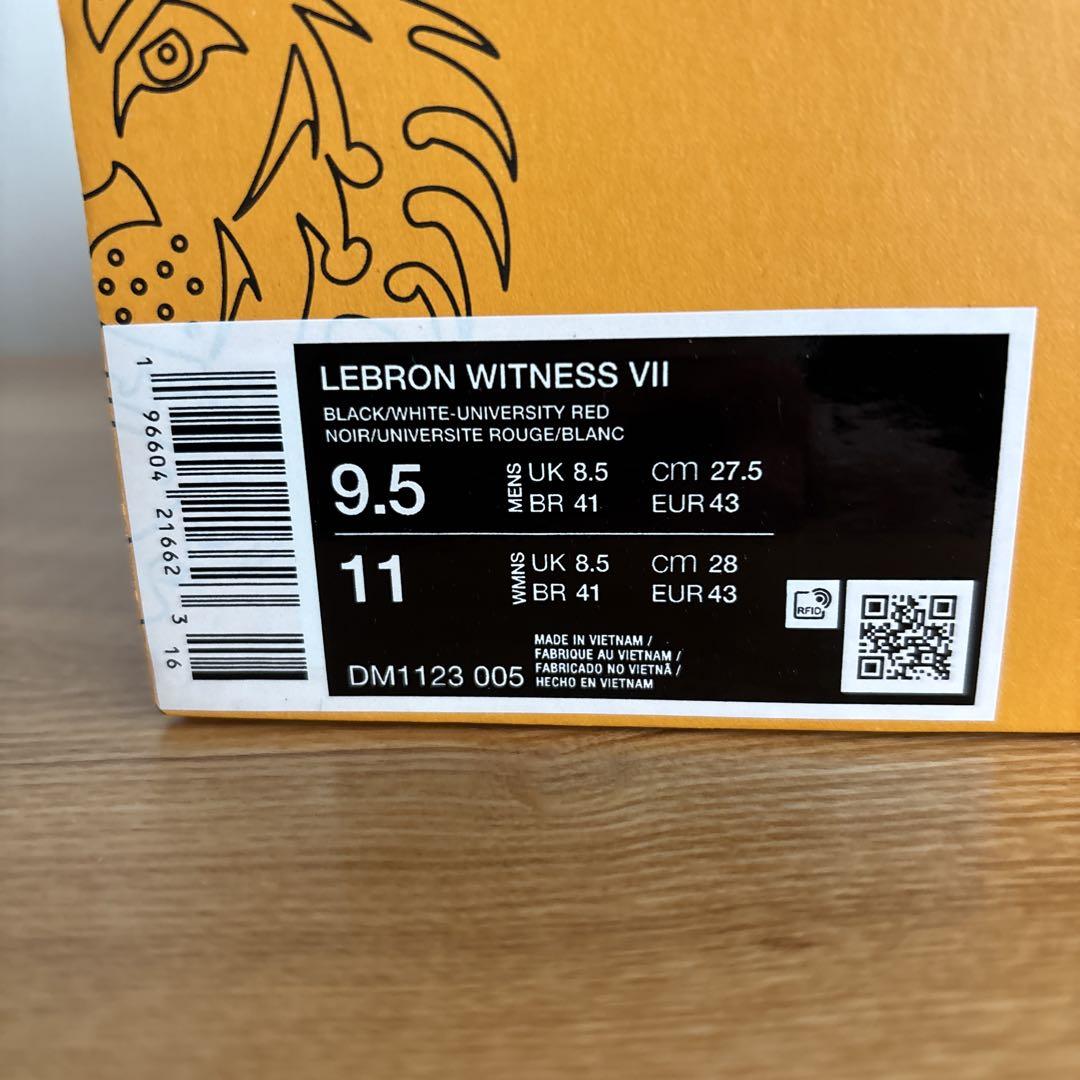 LEBRON WITNESS VII
BLACK/WHITE-UNIVERSITY RED
NOIR/UNIVERSITE ROUGE/BLANC
9.5 MENS UK 8.5 cm 27.5
BR 41 EUR 43
11 WMNS UK 8.5 cm 28
BR 41 EUR 43
RFID
MADE IN VIETNAM /
FABRIQUE AU VIETNAM /
FABRICADO NO VIETNÃ /
HECHO EN VIETNAM
DM1123 005
1 96604 21662 3 16